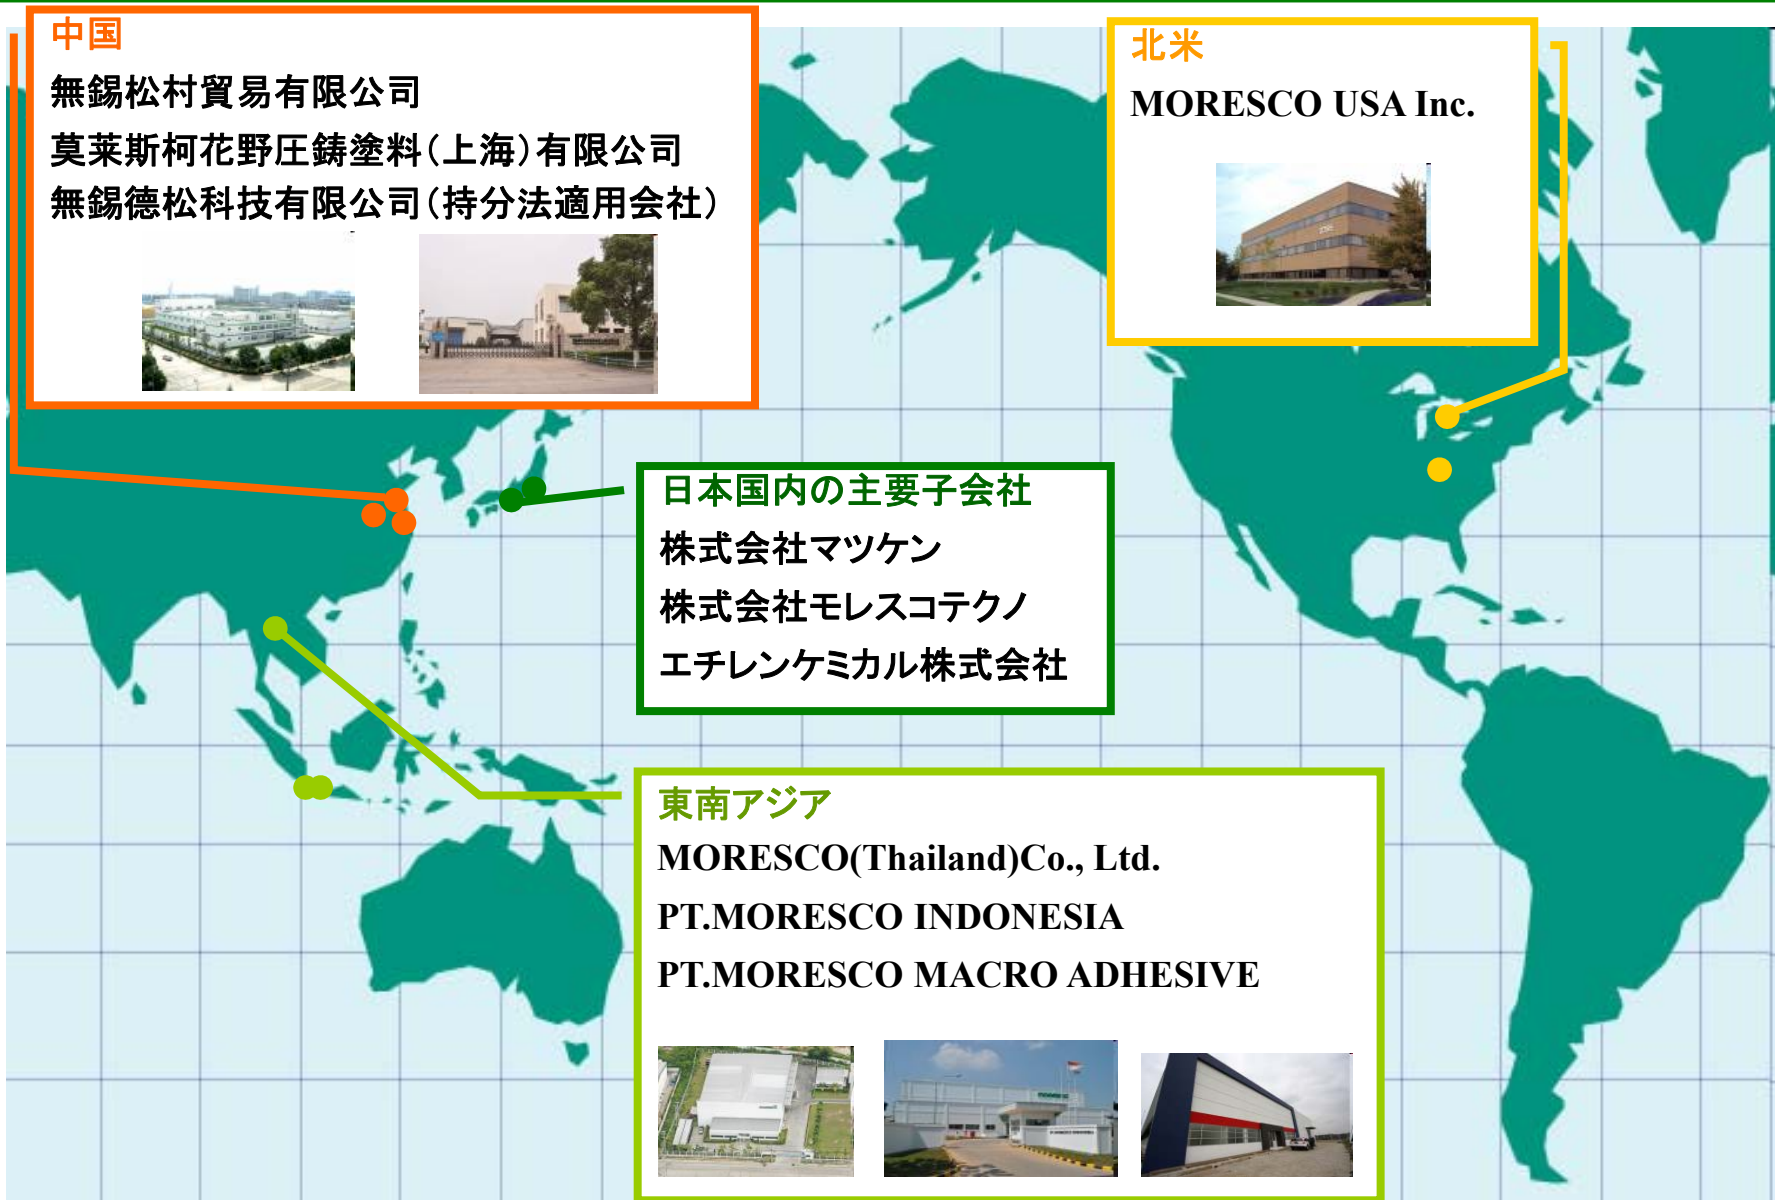 中国
無錫松村貿易有限公司
莫莱斯柯花野圧鋳塗料(上海)有限公司
無錫德松科技有限公司(持分法適用会社)
北米
MORESCO USA Inc.
日本国内の主要子会社
株式会社マツケン
株式会社モレスコテクノ
エチレンケミカル株式会社
東南アジア
MORESCO(Thailand)Co., Ltd.
PT.MORESCO INDONESIA
PT.MORESCO MACRO ADHESIVE